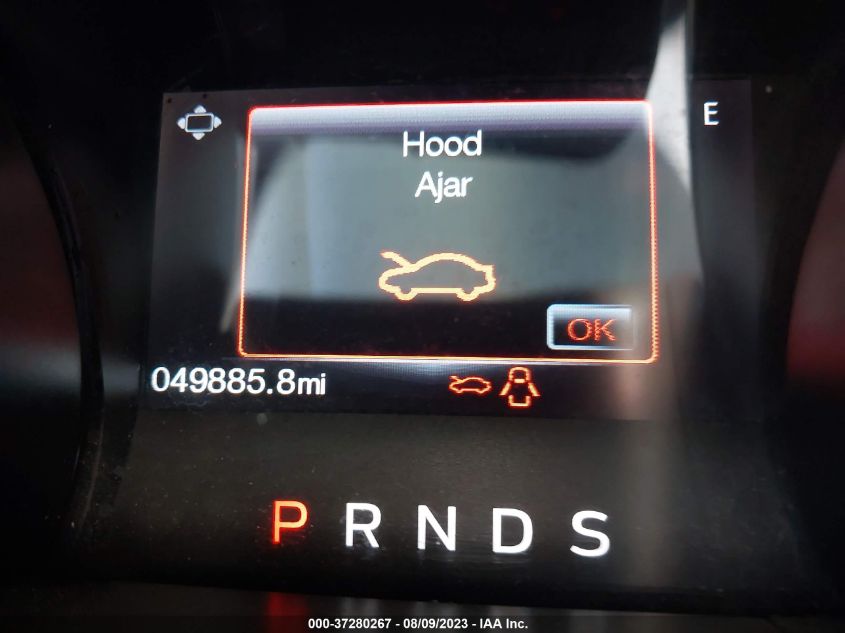 E
Hood
Ajar
OK
049885.8mi
P R N D S
000-37280267 - 08/09/2023 - IAA Inc.